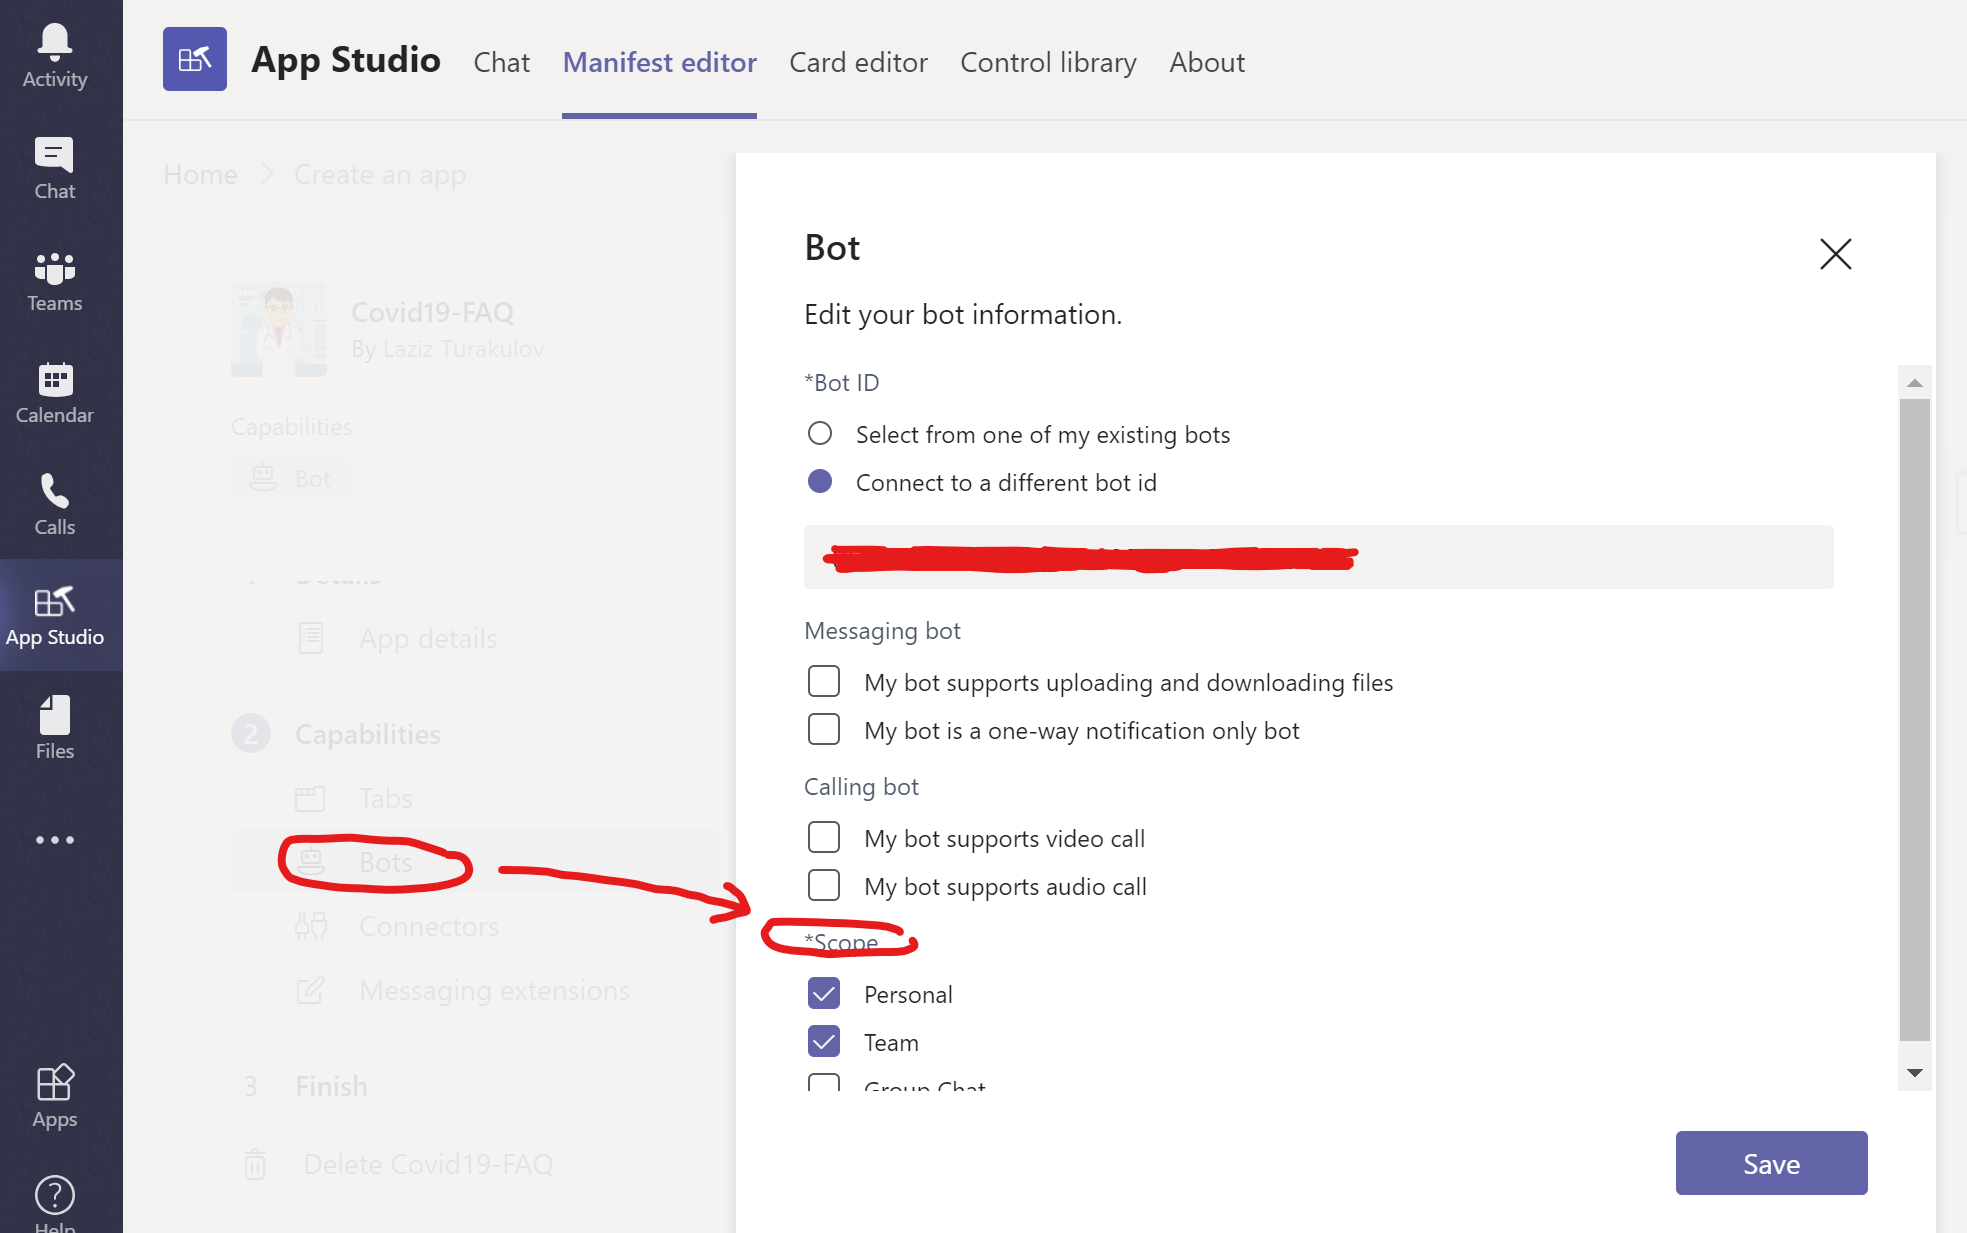 Activity
Chat
Teams
Calendar
Calls
App Studio
Files
Apps
Help
App Studio Chat Manifest editor Card editor Control library About
Home > Create an app
Covid19-FAQ
By Laziz Turakulov
Capabilities
Bot
Details
App details
2 Capabilities
Tabs
Bots
Connectors
Messaging extensions
3 Finish
Delete Covid19-FAQ
Bot
Edit your bot information.
*Bot ID
Select from one of my existing bots
Connect to a different bot id
Messaging bot
My bot supports uploading and downloading files
My bot is a one-way notification only bot
Calling bot
My bot supports video call
My bot supports audio call
*Scope
Personal
Team
Group Chat
Save